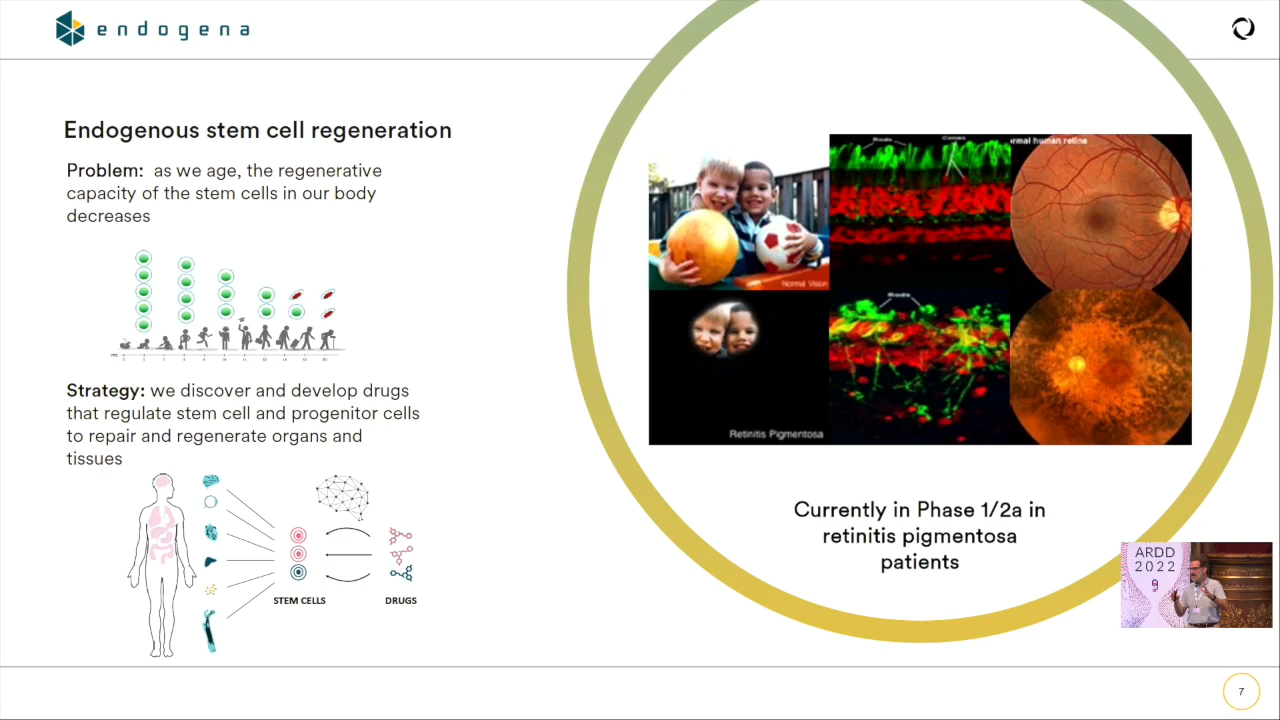 endogena
Endogenous stem cell regeneration
Problem: as we age, the regenerative
capacity of the stem cells in our body
decreases
Strategy: we discover and develop drugs
that regulate stem cell and progenitor cells
to repair and regenerate organs and
tissues
STEM CELLS
DRUGS
Rods
Cones
rmal human retina
Normal Vision
Rods
Retinitis Pigmentosa
Currently in Phase 1/2a in
retinitis pigmentosa
patients
ARDD
2022
7